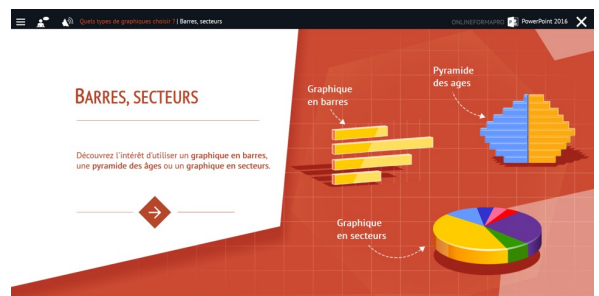 Quels types de graphiques choisir ? | Barres, secteurs
ONLINEFORMAPRO PowerPoint 2016
BARRES, SECTEURS
Découvrez l'intérêt d'utiliser un graphique en barres,
une pyramide des âges ou un graphique en secteurs.
Graphique
en barres
Pyramide
des ages
Graphique
en secteurs